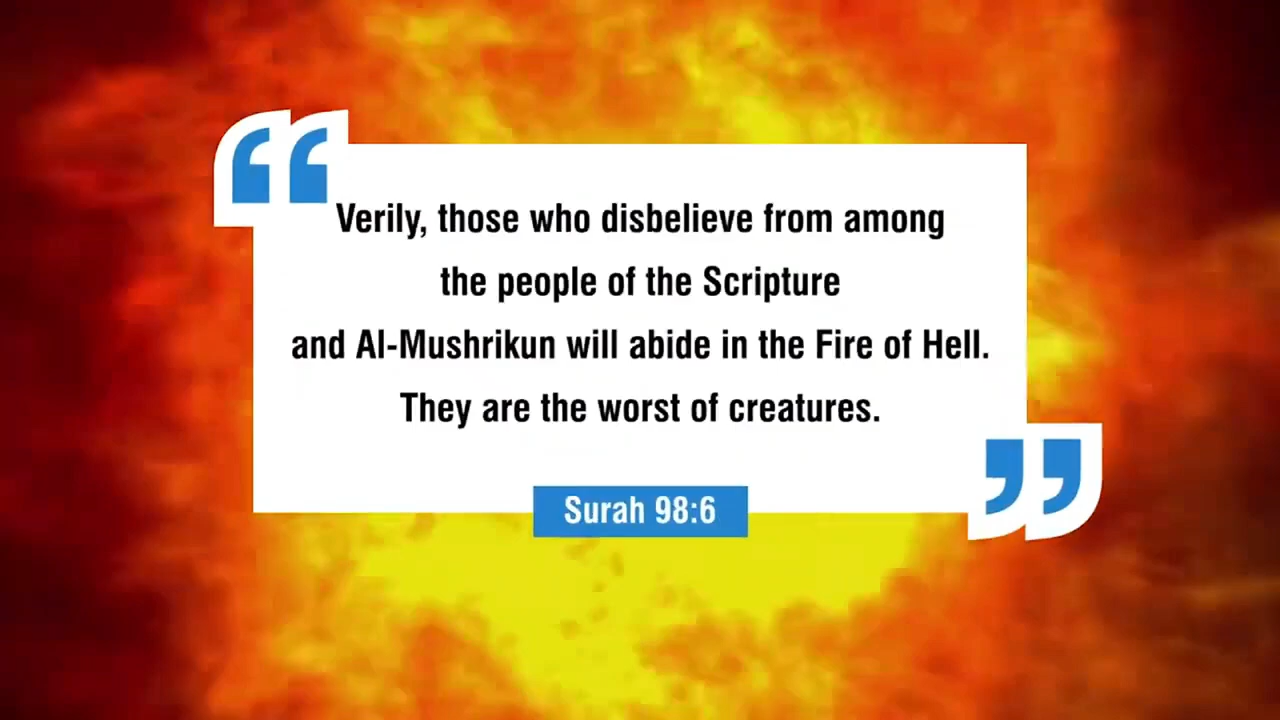 Verily, those who disbelieve from among
the people of the Scripture
and Al-Mushrikun will abide in the Fire of Hell.
They are the worst of creatures.
Surah 98:6